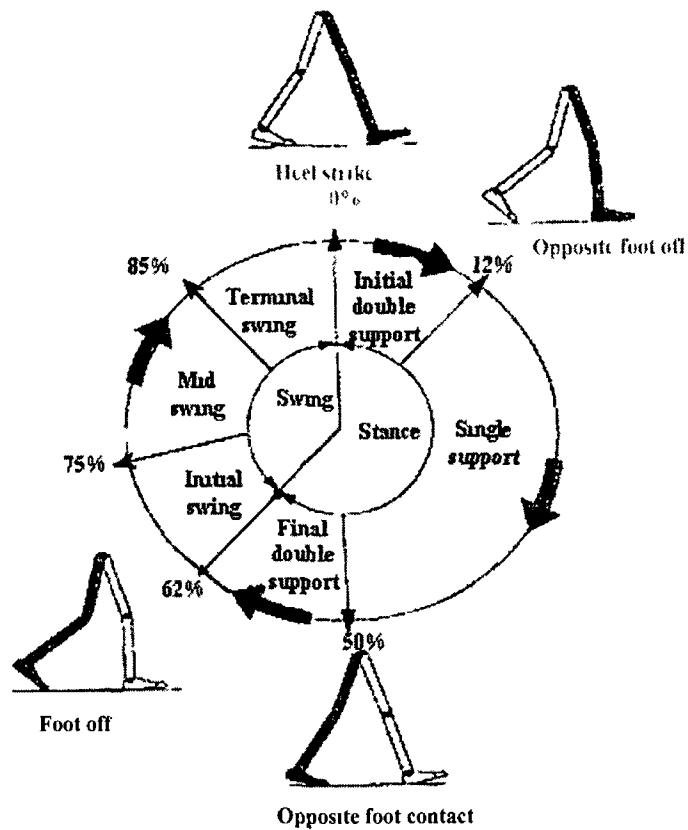 Heel strike
0%
Opposite foot off
12%
85%
Initial
double
support
Terminal
swing
Mid
swing
Swing
Stance
Single
support
75%
Initial
swing
Final
double
support
62%
50%
Foot off
Opposite foot contact